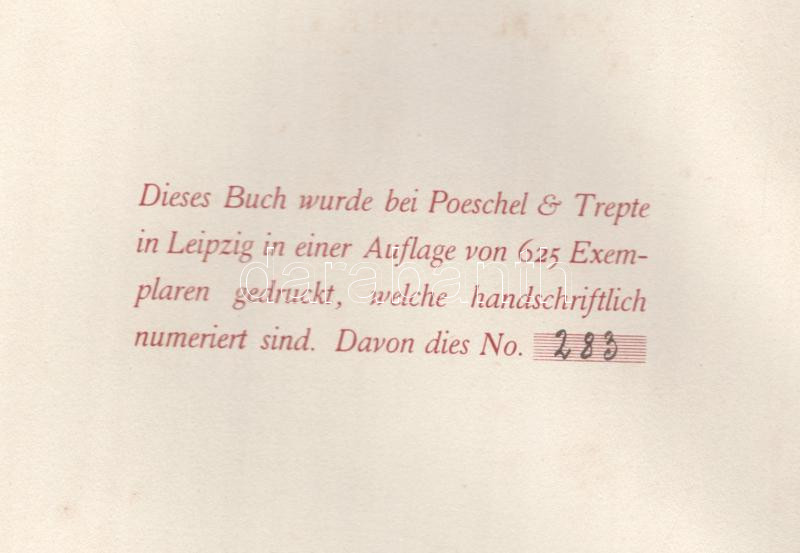 Dieses Buch wurde bei Poeschel & Trepte
in Leipzig in einer Auflage von 625 Exem-
plaren gedruckt, welche handschriftlich
numeriert sind. Davon dies No. 283
darabanth